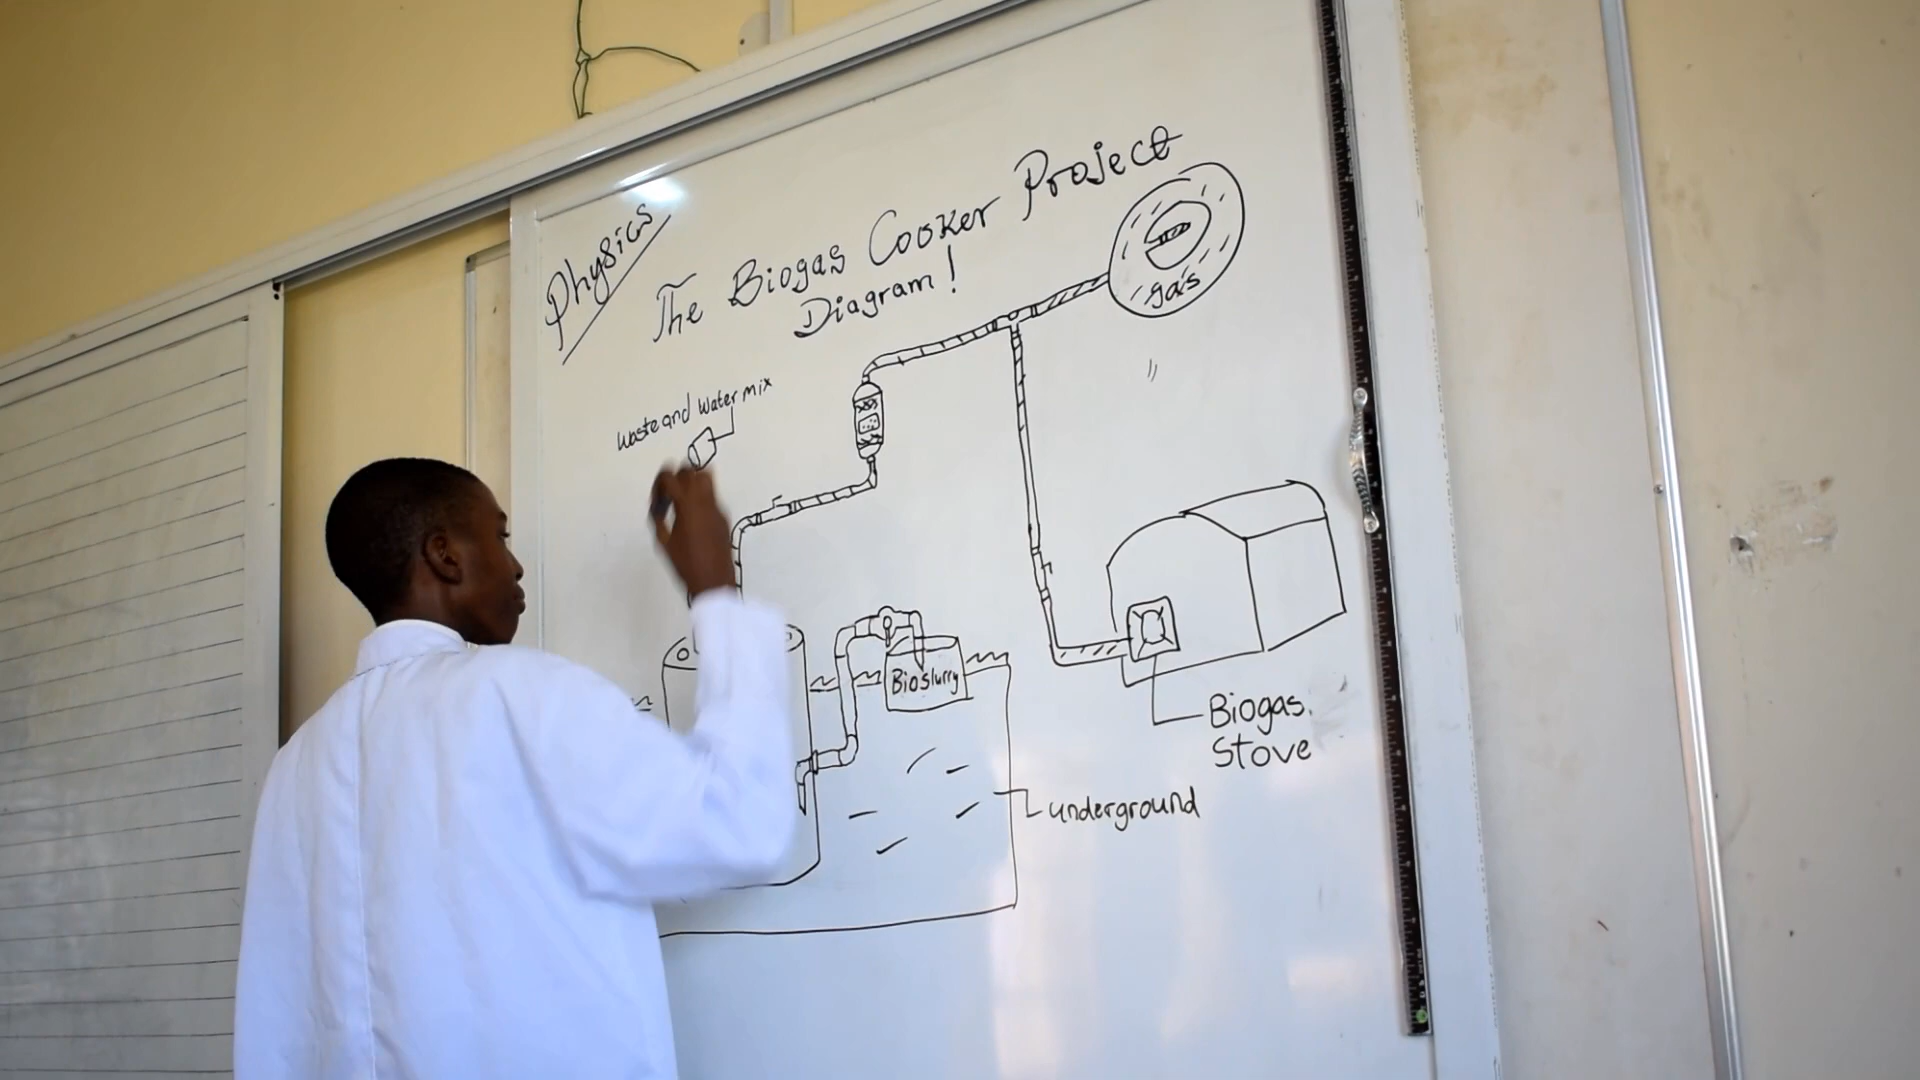 Physics
The Biogas Cooker Project
Diagram!
gas
Waste and Water mix
Bioslurry
Biogas.
Stove
underground